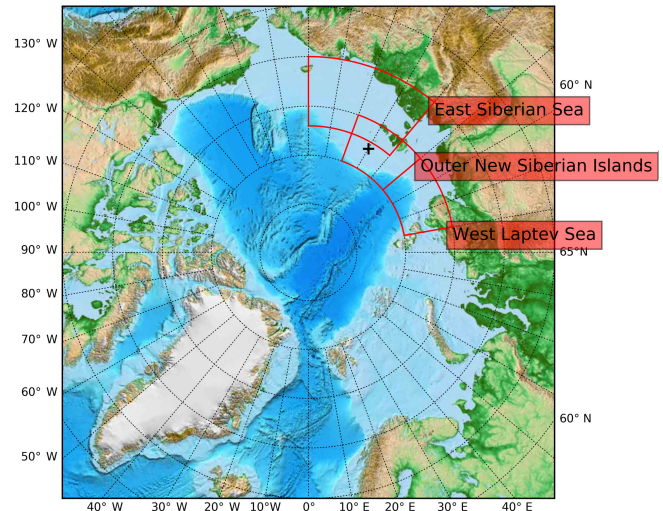 130° W
60° N
120° W
East Siberian Sea
110° W
Outer New Siberian Islands
100° W
West Laptev Sea
90° W
65°N
80° W
70° W
60° W
60° N
50° W
40° W
30° W
20° W
10°W
0°
10° E
20° E
30° E
40° E